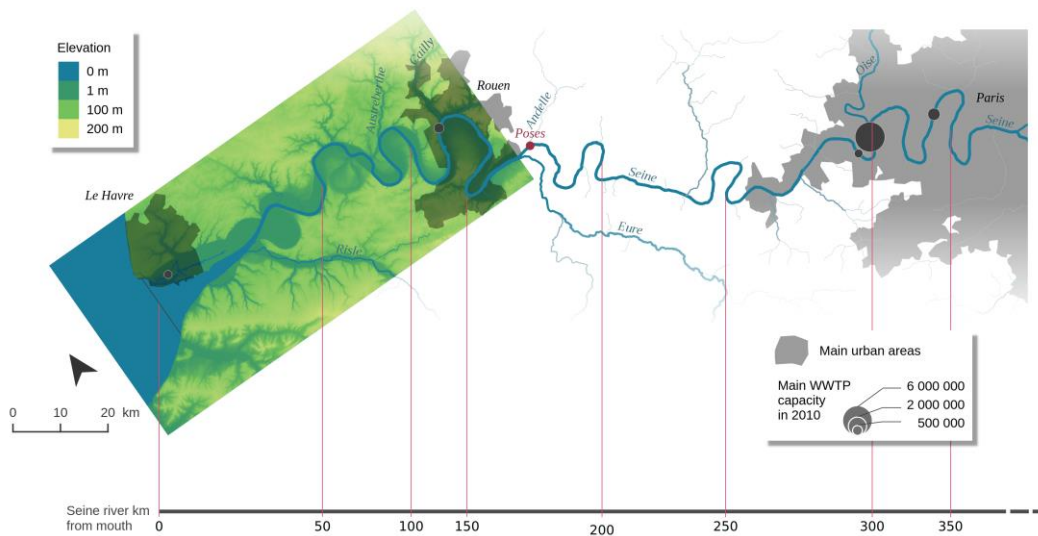 Elevation
0 m
1 m
100 m
200 m
Cailly
Austreberthe
Rouen
Andelle
Poses
Oise
Paris
Seine
Le Havre
Seine
Eure
Risle
Main urban areas
Main WWTP
capacity
in 2010
6 000 000
2 000 000
500 000
0 10 20 km
Seine river km
from mouth
0 50 100 150 200 250 300 350